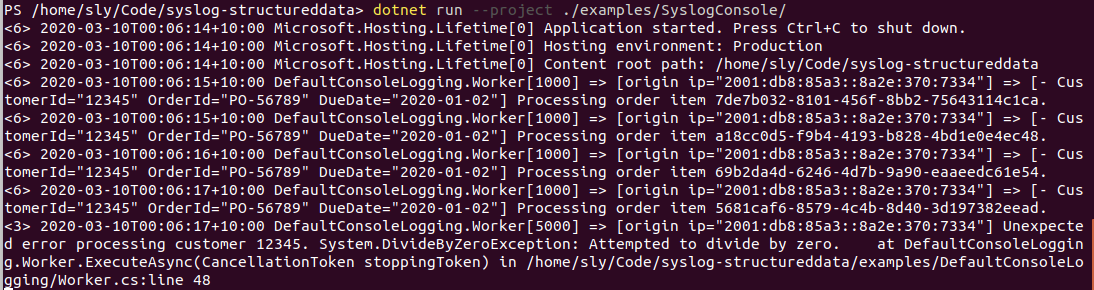 PS /home/sly/Code/syslog-structureddata> dotnet run --project ./examples/SyslogConsole/
<6> 2020-03-10T00:06:14+10:00 Microsoft.Hosting.Lifetime[0] Application started. Press Ctrl+C to shut down.
<6> 2020-03-10T00:06:14+10:00 Microsoft.Hosting.Lifetime[0] Hosting environment: Production
<6> 2020-03-10T00:06:14+10:00 Microsoft.Hosting.Lifetime[0] Content root path: /home/sly/Code/syslog-structureddata
<6> 2020-03-10T00:06:15+10:00 DefaultConsoleLogging.Worker[1000] => [origin ip="2001:db8:85a3::8a2e:370:7334"] => [- Cus
tomerId="12345" OrderId="PO-56789" DueDate="2020-01-02"] Processing order item 7de7b032-8101-456f-8bb2-75643114c1ca.
<6> 2020-03-10T00:06:15+10:00 DefaultConsoleLogging.Worker[1000] => [origin ip="2001:db8:85a3::8a2e:370:7334"] => [- Cus
tomerId="12345" OrderId="PO-56789" DueDate="2020-01-02"] Processing order item a18cc0d5-f9b4-4193-b828-4bd1e0e4ec48.
<6> 2020-03-10T00:06:16+10:00 DefaultConsoleLogging.Worker[1000] => [origin ip="2001:db8:85a3::8a2e:370:7334"] => [- Cus
tomerId="12345" OrderId="PO-56789" DueDate="2020-01-02"] Processing order item 69b2da4d-6246-4d7b-9a90-eaaeedc61e54.
<6> 2020-03-10T00:06:17+10:00 DefaultConsoleLogging.Worker[1000] => [origin ip="2001:db8:85a3::8a2e:370:7334"] => [- Cus
tomerId="12345" OrderId="PO-56789" DueDate="2020-01-02"] Processing order item 5681caf6-8579-4c4b-8d40-3d197382eead.
<3> 2020-03-10T00:06:17+10:00 DefaultConsoleLogging.Worker[5000] => [origin ip="2001:db8:85a3::8a2e:370:7334"] Unexpecte
d error processing customer 12345. System.DivideByZeroException: Attempted to divide by zero.    at DefaultConsoleLoggin
g.Worker.ExecuteAsync(CancellationToken stoppingToken) in /home/sly/Code/syslog-structureddata/examples/DefaultConsoleLo
gging/Worker.cs:line 48